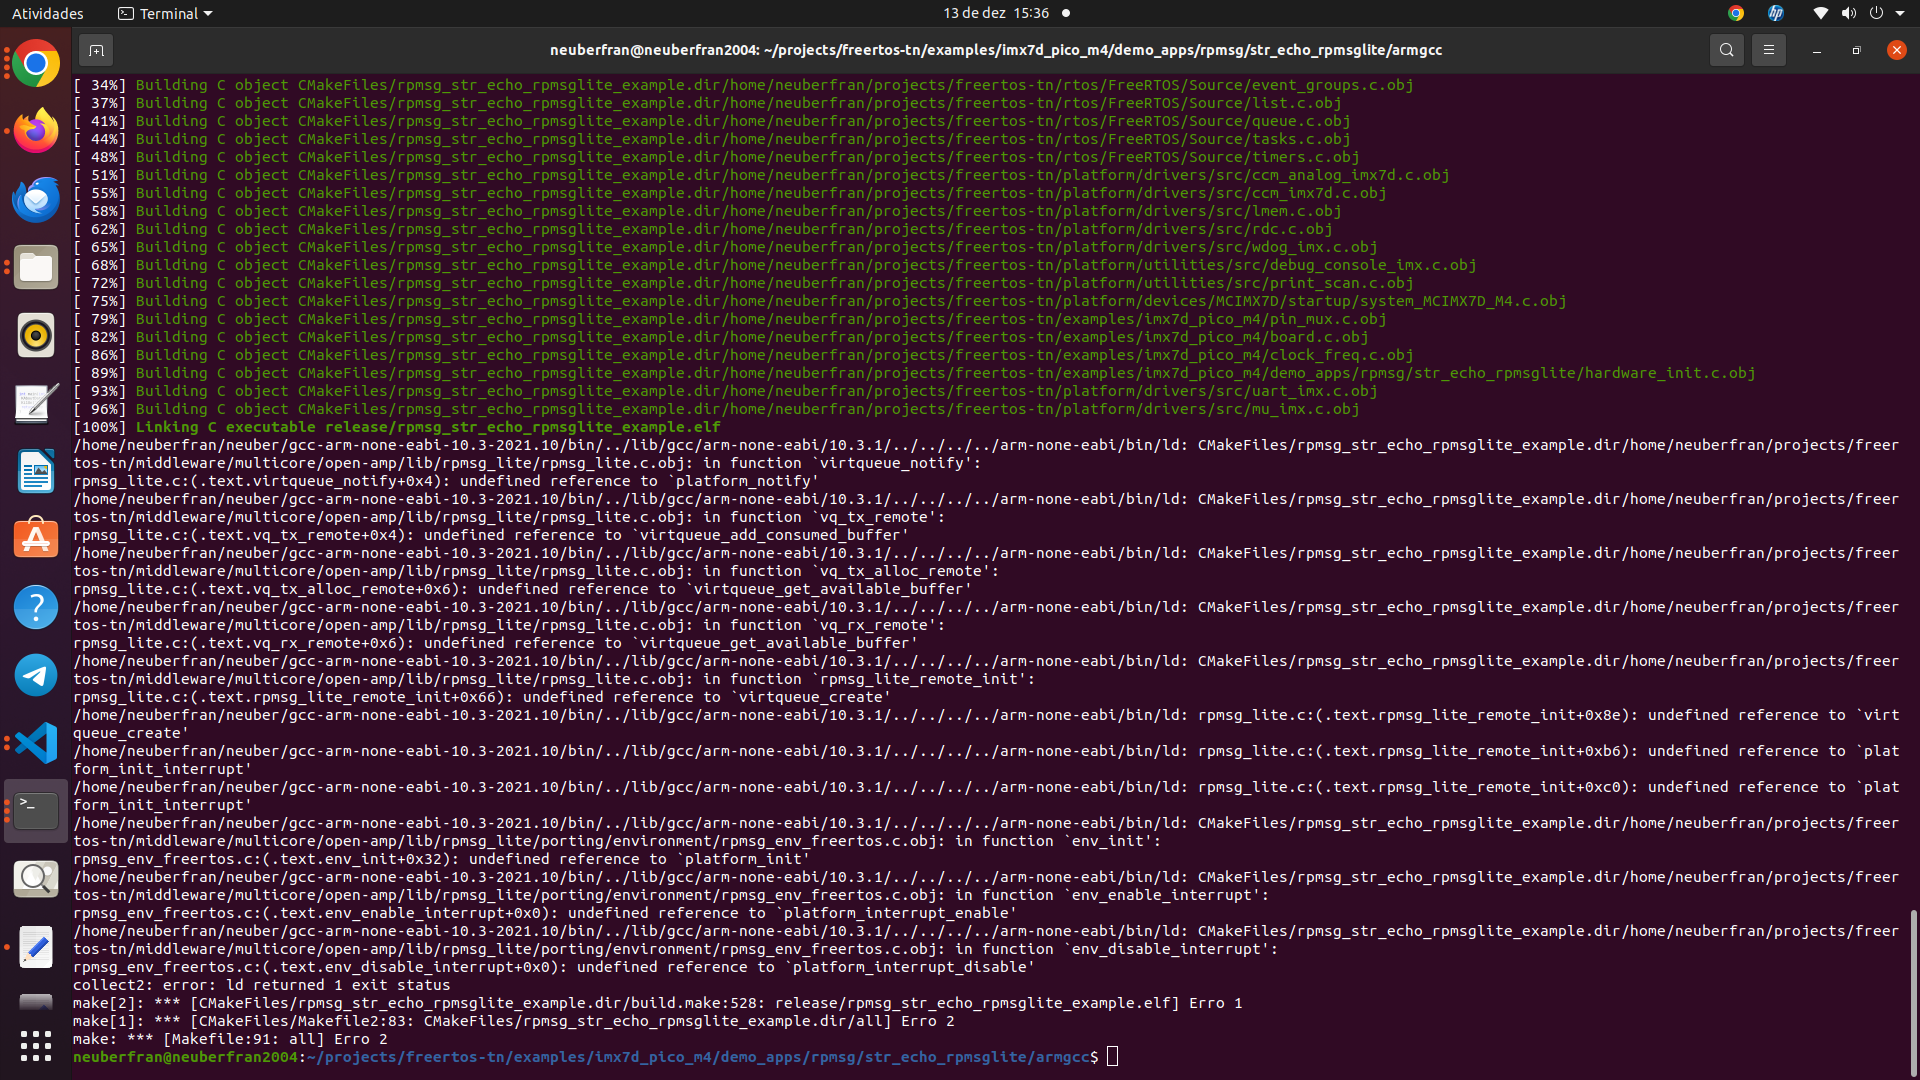 Atividades
Terminal
13 de dez 15:36
neuberfran@neuberfran2004: ~/projects/freertos-tn/examples/imx7d_pico_m4/demo_apps/rpmsg/str_echo_rpmsglite/armgcc
[ 34%] Building C object CMakeFiles/rpmsg_str_echo_rpmsglite_example.dir/home/neuberfran/projects/freertos-tn/rtos/FreeRTOS/Source/event_groups.c.obj
[ 37%] Building C object CMakeFiles/rpmsg_str_echo_rpmsglite_example.dir/home/neuberfran/projects/freertos-tn/rtos/FreeRTOS/Source/list.c.obj
[ 41%] Building C object CMakeFiles/rpmsg_str_echo_rpmsglite_example.dir/home/neuberfran/projects/freertos-tn/rtos/FreeRTOS/Source/queue.c.obj
[ 44%] Building C object CMakeFiles/rpmsg_str_echo_rpmsglite_example.dir/home/neuberfran/projects/freertos-tn/rtos/FreeRTOS/Source/tasks.c.obj
[ 48%] Building C object CMakeFiles/rpmsg_str_echo_rpmsglite_example.dir/home/neuberfran/projects/freertos-tn/rtos/FreeRTOS/Source/timers.c.obj
[ 51%] Building C object CMakeFiles/rpmsg_str_echo_rpmsglite_example.dir/home/neuberfran/projects/freertos-tn/platform/drivers/src/ccm_analog_imx7d.c.obj
[ 55%] Building C object CMakeFiles/rpmsg_str_echo_rpmsglite_example.dir/home/neuberfran/projects/freertos-tn/platform/drivers/src/ccm_imx7d.c.obj
[ 58%] Building C object CMakeFiles/rpmsg_str_echo_rpmsglite_example.dir/home/neuberfran/projects/freertos-tn/platform/drivers/src/lmem.c.obj
[ 62%] Building C object CMakeFiles/rpmsg_str_echo_rpmsglite_example.dir/home/neuberfran/projects/freertos-tn/platform/drivers/src/rdc.c.obj
[ 65%] Building C object CMakeFiles/rpmsg_str_echo_rpmsglite_example.dir/home/neuberfran/projects/freertos-tn/platform/drivers/src/wdog_imx.c.obj
[ 68%] Building C object CMakeFiles/rpmsg_str_echo_rpmsglite_example.dir/home/neuberfran/projects/freertos-tn/platform/utilities/src/debug_console_imx.c.obj
[ 72%] Building C object CMakeFiles/rpmsg_str_echo_rpmsglite_example.dir/home/neuberfran/projects/freertos-tn/platform/utilities/src/print_scan.c.obj
[ 75%] Building C object CMakeFiles/rpmsg_str_echo_rpmsglite_example.dir/home/neuberfran/projects/freertos-tn/platform/devices/MCIMX7D/startup/system_MCIMX7D_M4.c.obj
[ 79%] Building C object CMakeFiles/rpmsg_str_echo_rpmsglite_example.dir/home/neuberfran/projects/freertos-tn/examples/imx7d_pico_m4/pin_mux.c.obj
[ 82%] Building C object CMakeFiles/rpmsg_str_echo_rpmsglite_example.dir/home/neuberfran/projects/freertos-tn/examples/imx7d_pico_m4/board.c.obj
[ 86%] Building C object CMakeFiles/rpmsg_str_echo_rpmsglite_example.dir/home/neuberfran/projects/freertos-tn/examples/imx7d_pico_m4/clock_freq.c.obj
[ 89%] Building C object CMakeFiles/rpmsg_str_echo_rpmsglite_example.dir/home/neuberfran/projects/freertos-tn/examples/imx7d_pico_m4/demo_apps/rpmsg/str_echo_rpmsglite/hardware_init.c.obj
[ 93%] Building C object CMakeFiles/rpmsg_str_echo_rpmsglite_example.dir/home/neuberfran/projects/freertos-tn/platform/drivers/src/uart_imx.c.obj
[ 96%] Building C object CMakeFiles/rpmsg_str_echo_rpmsglite_example.dir/home/neuberfran/projects/freertos-tn/platform/drivers/src/mu_imx.c.obj
[100%] Linking C executable release/rpmsg_str_echo_rpmsglite_example.elf
/home/neuberfran/neuber/gcc-arm-none-eabi-10.3-2021.10/bin/../lib/gcc/arm-none-eabi/10.3.1/../../../../arm-none-eabi/bin/ld: CMakeFiles/rpmsg_str_echo_rpmsglite_example.dir/home/neuberfran/projects/freer
tos-tn/middleware/multicore/open-amp/lib/rpmsg_lite/rpmsg_lite.c.obj: in function `virtqueue_notify':
rpmsg_lite.c:(.text.virtqueue_notify+0x4): undefined reference to `platform_notify'
/home/neuberfran/neuber/gcc-arm-none-eabi-10.3-2021.10/bin/../lib/gcc/arm-none-eabi/10.3.1/../../../../arm-none-eabi/bin/ld: CMakeFiles/rpmsg_str_echo_rpmsglite_example.dir/home/neuberfran/projects/freer
tos-tn/middleware/multicore/open-amp/lib/rpmsg_lite/rpmsg_lite.c.obj: in function `vq_tx_remote':
rpmsg_lite.c:(.text.vq_tx_remote+0x4): undefined reference to `virtqueue_add_consumed_buffer'
/home/neuberfran/neuber/gcc-arm-none-eabi-10.3-2021.10/bin/../lib/gcc/arm-none-eabi/10.3.1/../../../../arm-none-eabi/bin/ld: CMakeFiles/rpmsg_str_echo_rpmsglite_example.dir/home/neuberfran/projects/freer
tos-tn/middleware/multicore/open-amp/lib/rpmsg_lite/rpmsg_lite.c.obj: in function `vq_tx_alloc_remote':
rpmsg_lite.c:(.text.vq_tx_alloc_remote+0x6): undefined reference to `virtqueue_get_available_buffer'
/home/neuberfran/neuber/gcc-arm-none-eabi-10.3-2021.10/bin/../lib/gcc/arm-none-eabi/10.3.1/../../../../arm-none-eabi/bin/ld: CMakeFiles/rpmsg_str_echo_rpmsglite_example.dir/home/neuberfran/projects/freer
tos-tn/middleware/multicore/open-amp/lib/rpmsg_lite/rpmsg_lite.c.obj: in function `vq_rx_remote':
rpmsg_lite.c:(.text.vq_rx_remote+0x6): undefined reference to `virtqueue_get_available_buffer'
/home/neuberfran/neuber/gcc-arm-none-eabi-10.3-2021.10/bin/../lib/gcc/arm-none-eabi/10.3.1/../../../../arm-none-eabi/bin/ld: CMakeFiles/rpmsg_str_echo_rpmsglite_example.dir/home/neuberfran/projects/freer
tos-tn/middleware/multicore/open-amp/lib/rpmsg_lite/rpmsg_lite.c.obj: in function `rpmsg_lite_remote_init':
rpmsg_lite.c:(.text.rpmsg_lite_remote_init+0x66): undefined reference to `virtqueue_create'
/home/neuberfran/neuber/gcc-arm-none-eabi-10.3-2021.10/bin/../lib/gcc/arm-none-eabi/10.3.1/../../../../arm-none-eabi/bin/ld: rpmsg_lite.c:(.text.rpmsg_lite_remote_init+0x8e): undefined reference to `virt
queue_create'
/home/neuberfran/neuber/gcc-arm-none-eabi-10.3-2021.10/bin/../lib/gcc/arm-none-eabi/10.3.1/../../../../arm-none-eabi/bin/ld: rpmsg_lite.c:(.text.rpmsg_lite_remote_init+0xb6): undefined reference to `plat
form_init_interrupt'
/home/neuberfran/neuber/gcc-arm-none-eabi-10.3-2021.10/bin/../lib/gcc/arm-none-eabi/10.3.1/../../../../arm-none-eabi/bin/ld: rpmsg_lite.c:(.text.rpmsg_lite_remote_init+0xc0): undefined reference to `plat
form_init_interrupt'
/home/neuberfran/neuber/gcc-arm-none-eabi-10.3-2021.10/bin/../lib/gcc/arm-none-eabi/10.3.1/../../../../arm-none-eabi/bin/ld: CMakeFiles/rpmsg_str_echo_rpmsglite_example.dir/home/neuberfran/projects/freer
tos-tn/middleware/multicore/open-amp/lib/rpmsg_lite/porting/environment/rpmsg_env_freertos.c.obj: in function `env_init':
rpmsg_env_freertos.c:(.text.env_init+0x32): undefined reference to `platform_init'
/home/neuberfran/neuber/gcc-arm-none-eabi-10.3-2021.10/bin/../lib/gcc/arm-none-eabi/10.3.1/../../../../arm-none-eabi/bin/ld: CMakeFiles/rpmsg_str_echo_rpmsglite_example.dir/home/neuberfran/projects/freer
tos-tn/middleware/multicore/open-amp/lib/rpmsg_lite/porting/environment/rpmsg_env_freertos.c.obj: in function `env_enable_interrupt':
rpmsg_env_freertos.c:(.text.env_enable_interrupt+0x0): undefined reference to `platform_interrupt_enable'
/home/neuberfran/neuber/gcc-arm-none-eabi-10.3-2021.10/bin/../lib/gcc/arm-none-eabi/10.3.1/../../../../arm-none-eabi/bin/ld: CMakeFiles/rpmsg_str_echo_rpmsglite_example.dir/home/neuberfran/projects/freer
tos-tn/middleware/multicore/open-amp/lib/rpmsg_lite/porting/environment/rpmsg_env_freertos.c.obj: in function `env_disable_interrupt':
rpmsg_env_freertos.c:(.text.env_disable_interrupt+0x0): undefined reference to `platform_interrupt_disable'
collect2: error: ld returned 1 exit status
make[2]: *** [CMakeFiles/rpmsg_str_echo_rpmsglite_example.dir/build.make:528: release/rpmsg_str_echo_rpmsglite_example.elf] Erro 1
make[1]: *** [CMakeFiles/Makefile2:83: CMakeFiles/rpmsg_str_echo_rpmsglite_example.dir/all] Erro 2
make: *** [Makefile:91: all] Erro 2
neuberfran@neuberfran2004:~/projects/freertos-tn/examples/imx7d_pico_m4/demo_apps/rpmsg/str_echo_rpmsglite/armgcc$